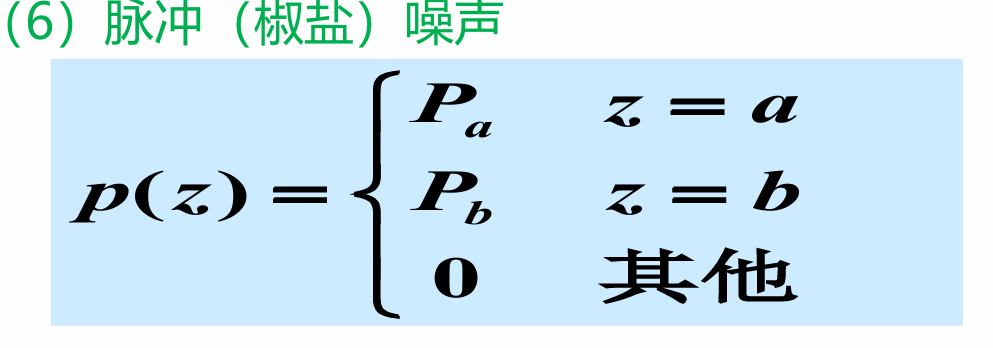 （6）脉冲（椒盐）噪声
P_a z = a
p(z) = { P_b z = b
0 其他